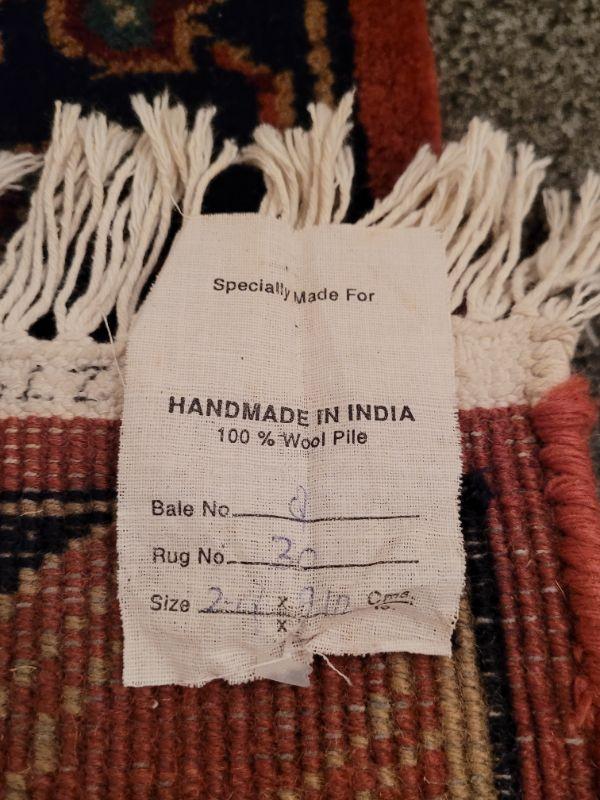 Specially Made For
HANDMADE IN INDIA
100 % Wool Pile
Bale No.
Rug No. 20
Size x
x